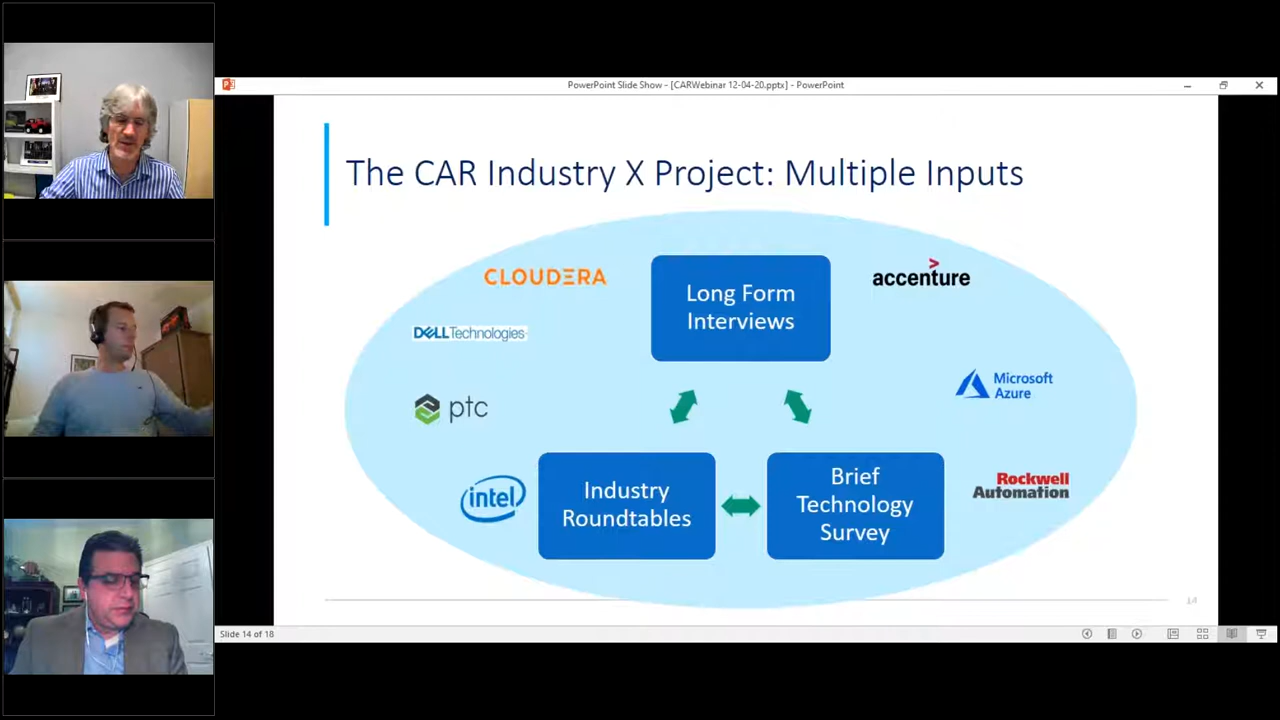 PowerPoint Slide Show - [CARWebinar 12-04-20.pptx] - PowerPoint
The CAR Industry X Project: Multiple Inputs
CLOUDERA
Long Form
Interviews
accenture
DELL Technologies
Microsoft
Azure
ptc
intel
Industry
Roundtables
Brief
Technology
Survey
Rockwell
Automation
14
Slide 14 of 18